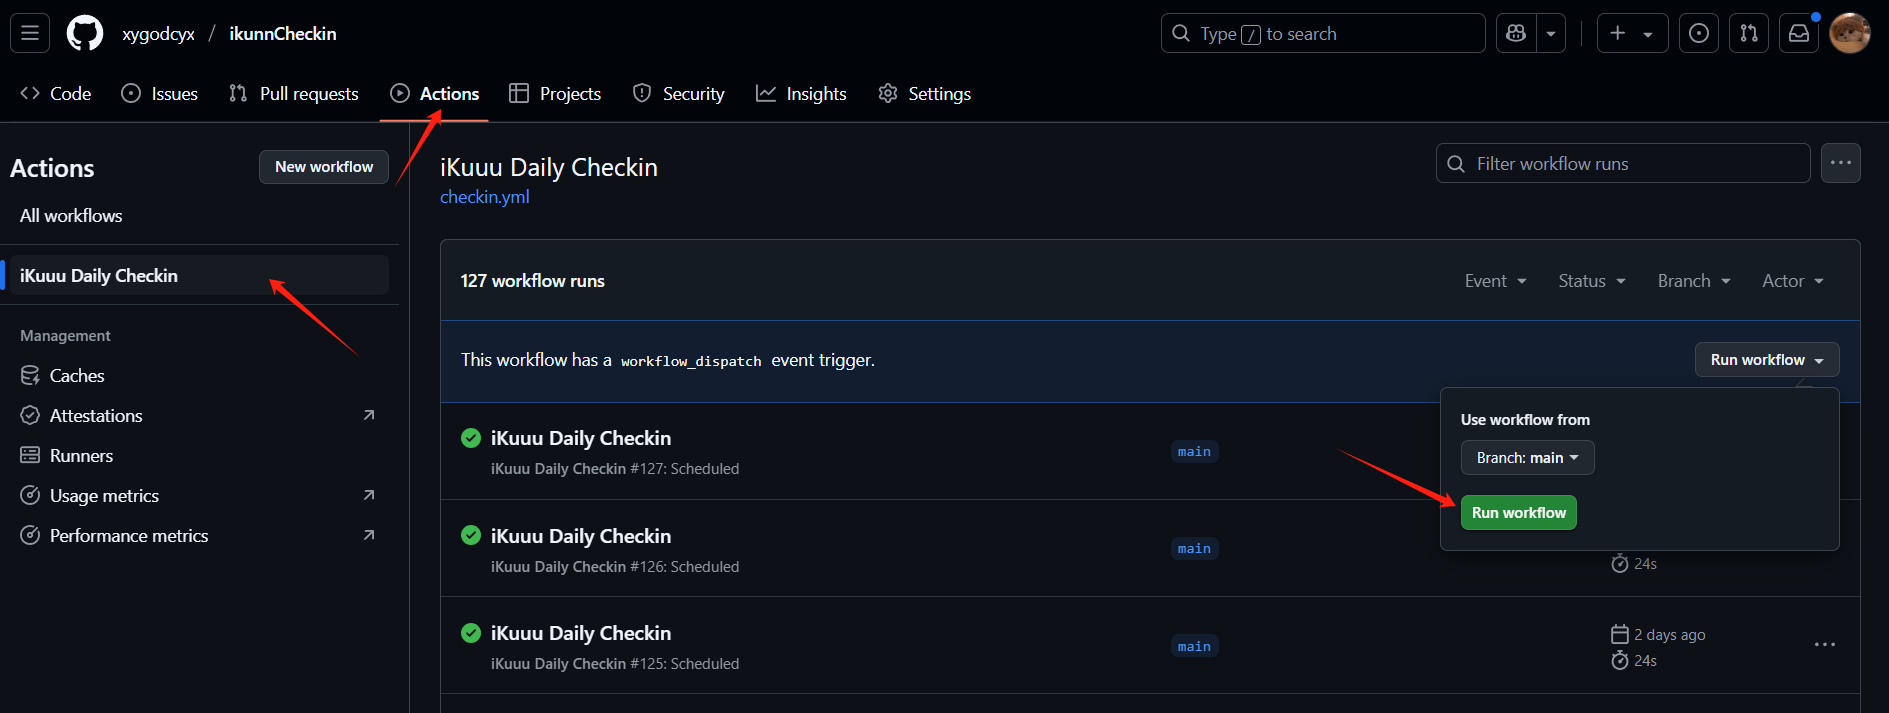 xygodcyx / ikunnCheckin
Type / to search
Code
Issues
Pull requests
Actions
Projects
Security
Insights
Settings
Actions
New workflow
All workflows
iKuuu Daily Checkin
Management
Caches
Attestations
Runners
Usage metrics
Performance metrics
iKuuu Daily Checkin
checkin.yml
Filter workflow runs
127 workflow runs
Event
Status
Branch
Actor
This workflow has a workflow_dispatch event trigger.
Run workflow
Use workflow from
Branch: main
Run workflow
iKuuu Daily Checkin
iKuuu Daily Checkin #127: Scheduled
main
iKuuu Daily Checkin
iKuuu Daily Checkin #126: Scheduled
main
24s
iKuuu Daily Checkin
iKuuu Daily Checkin #125: Scheduled
main
2 days ago
24s